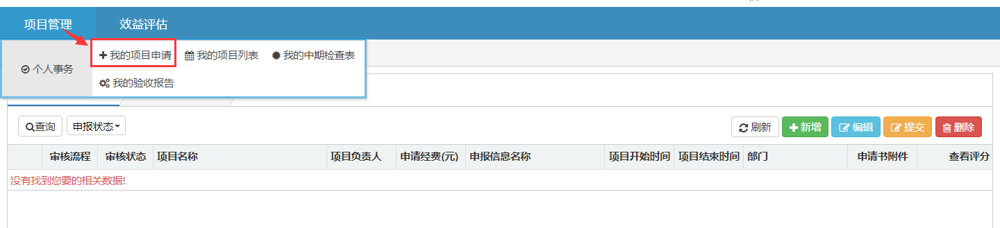 项目管理 效益评估
个人事务 我的项目申请 我的项目列表 我的中期检查表
我的验收报告
查询 申报状态 刷新 新增 编辑 提交 删除
审核流程 审核状态 项目名称 项目负责人 申请经费(元) 申报信息名称 项目开始时间 项目结束时间 部门 申请书附件 查看评分
没有找到您要的相关数据!